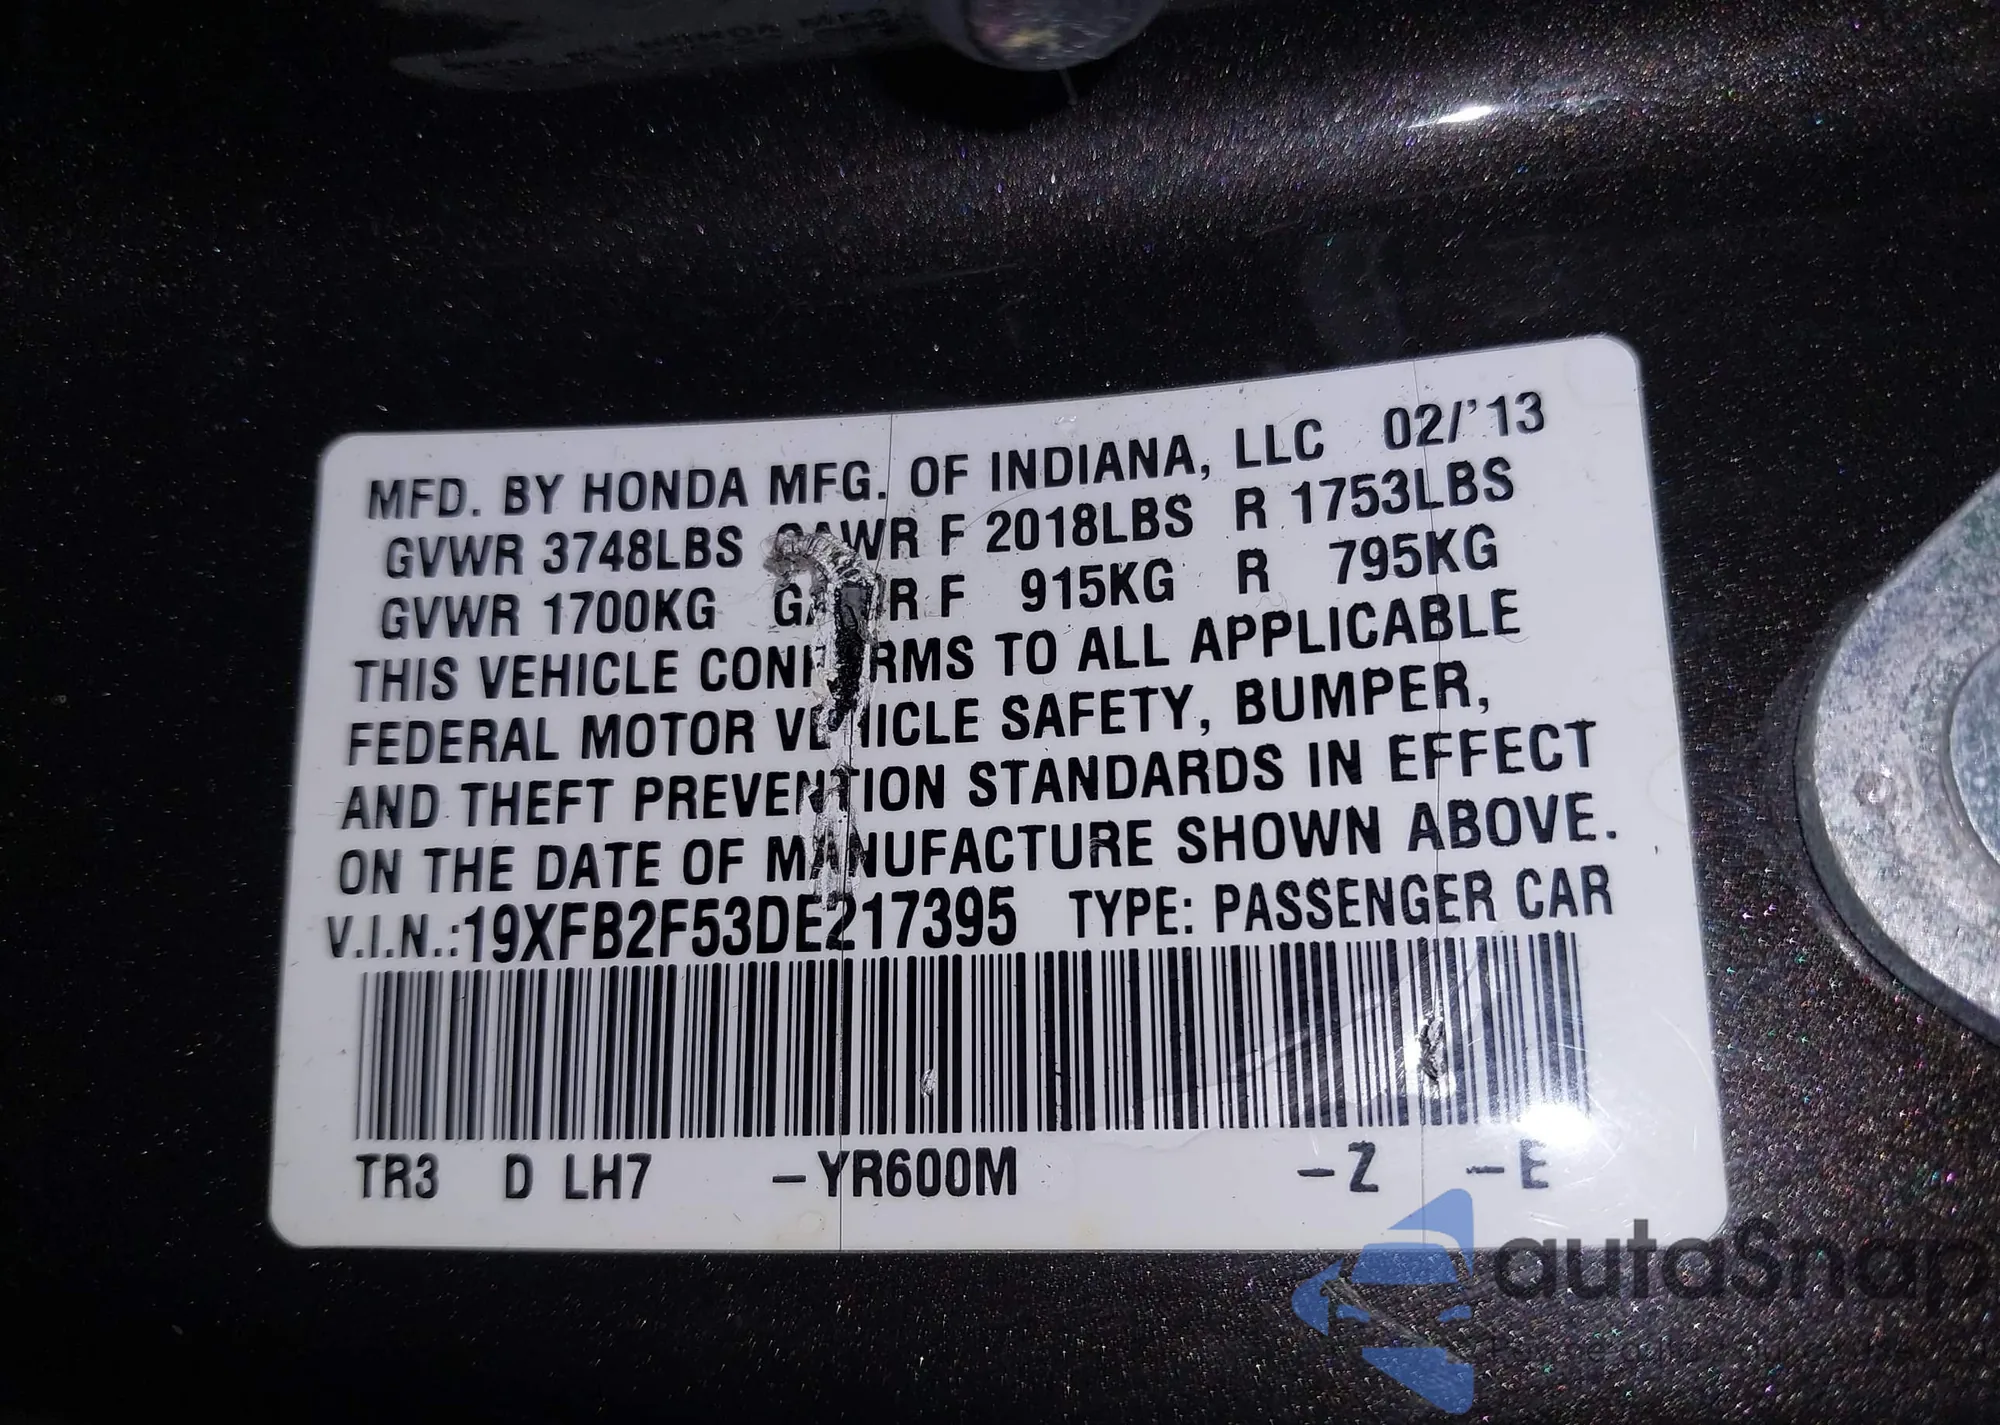 MFD. BY HONDA MFG. OF INDIANA, LLC 02/'13
GVWR 3748LBS GAWR F 2018LBS R 1753LBS
GVWR 1700KG GAWR F 915KG R 795KG
THIS VEHICLE CONFORMS TO ALL APPLICABLE
FEDERAL MOTOR VEHICLE SAFETY, BUMPER,
AND THEFT PREVENTION STANDARDS IN EFFECT
ON THE DATE OF MANUFACTURE SHOWN ABOVE.
V.I.N.:19XFB2F53DE217395 TYPE: PASSENGER CAR
TR3 D LH7 –YR600M –Z –E
autaSnap